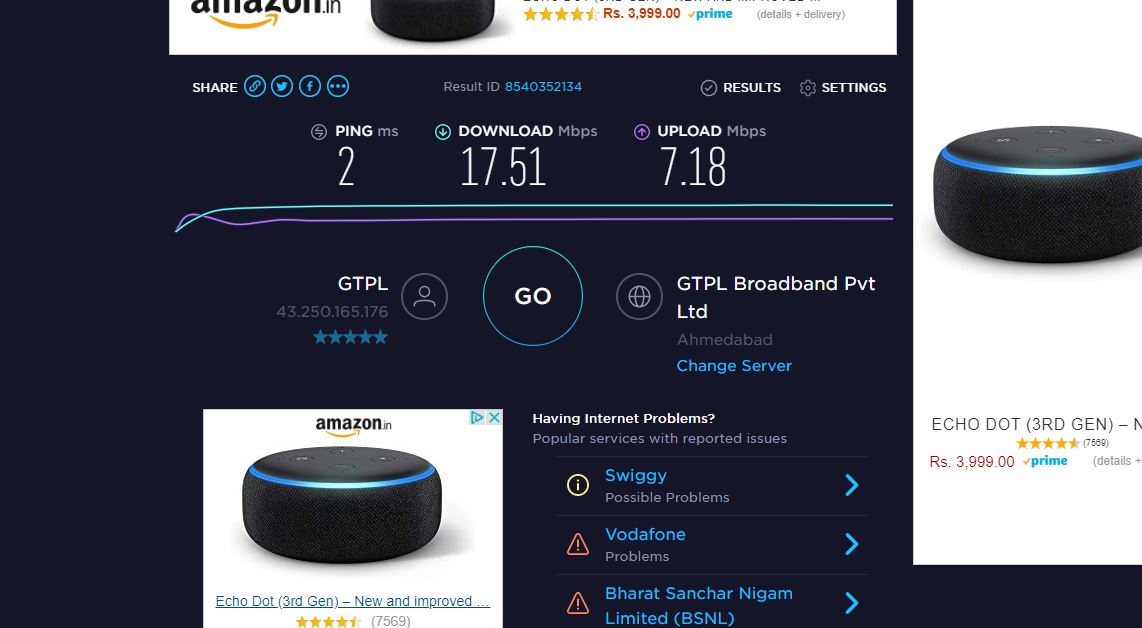 amazon.in
Rs. 3,999.00 prime (details + delivery)
SHARE
Result ID 8540352134
RESULTS
SETTINGS
PING ms
2
DOWNLOAD Mbps
17.51
UPLOAD Mbps
7.18
GTPL
43.250.165.176
GO
GTPL Broadband Pvt
Ltd
Ahmedabad
Change Server
amazon.in
Echo Dot (3rd Gen) – New and improved ...
(7569)
Having Internet Problems?
Popular services with reported issues
Swiggy
Possible Problems
Vodafone
Problems
Bharat Sanchar Nigam
Limited (BSNL)
ECHO DOT (3RD GEN) – N
(7569)
Rs. 3,999.00 prime (details +